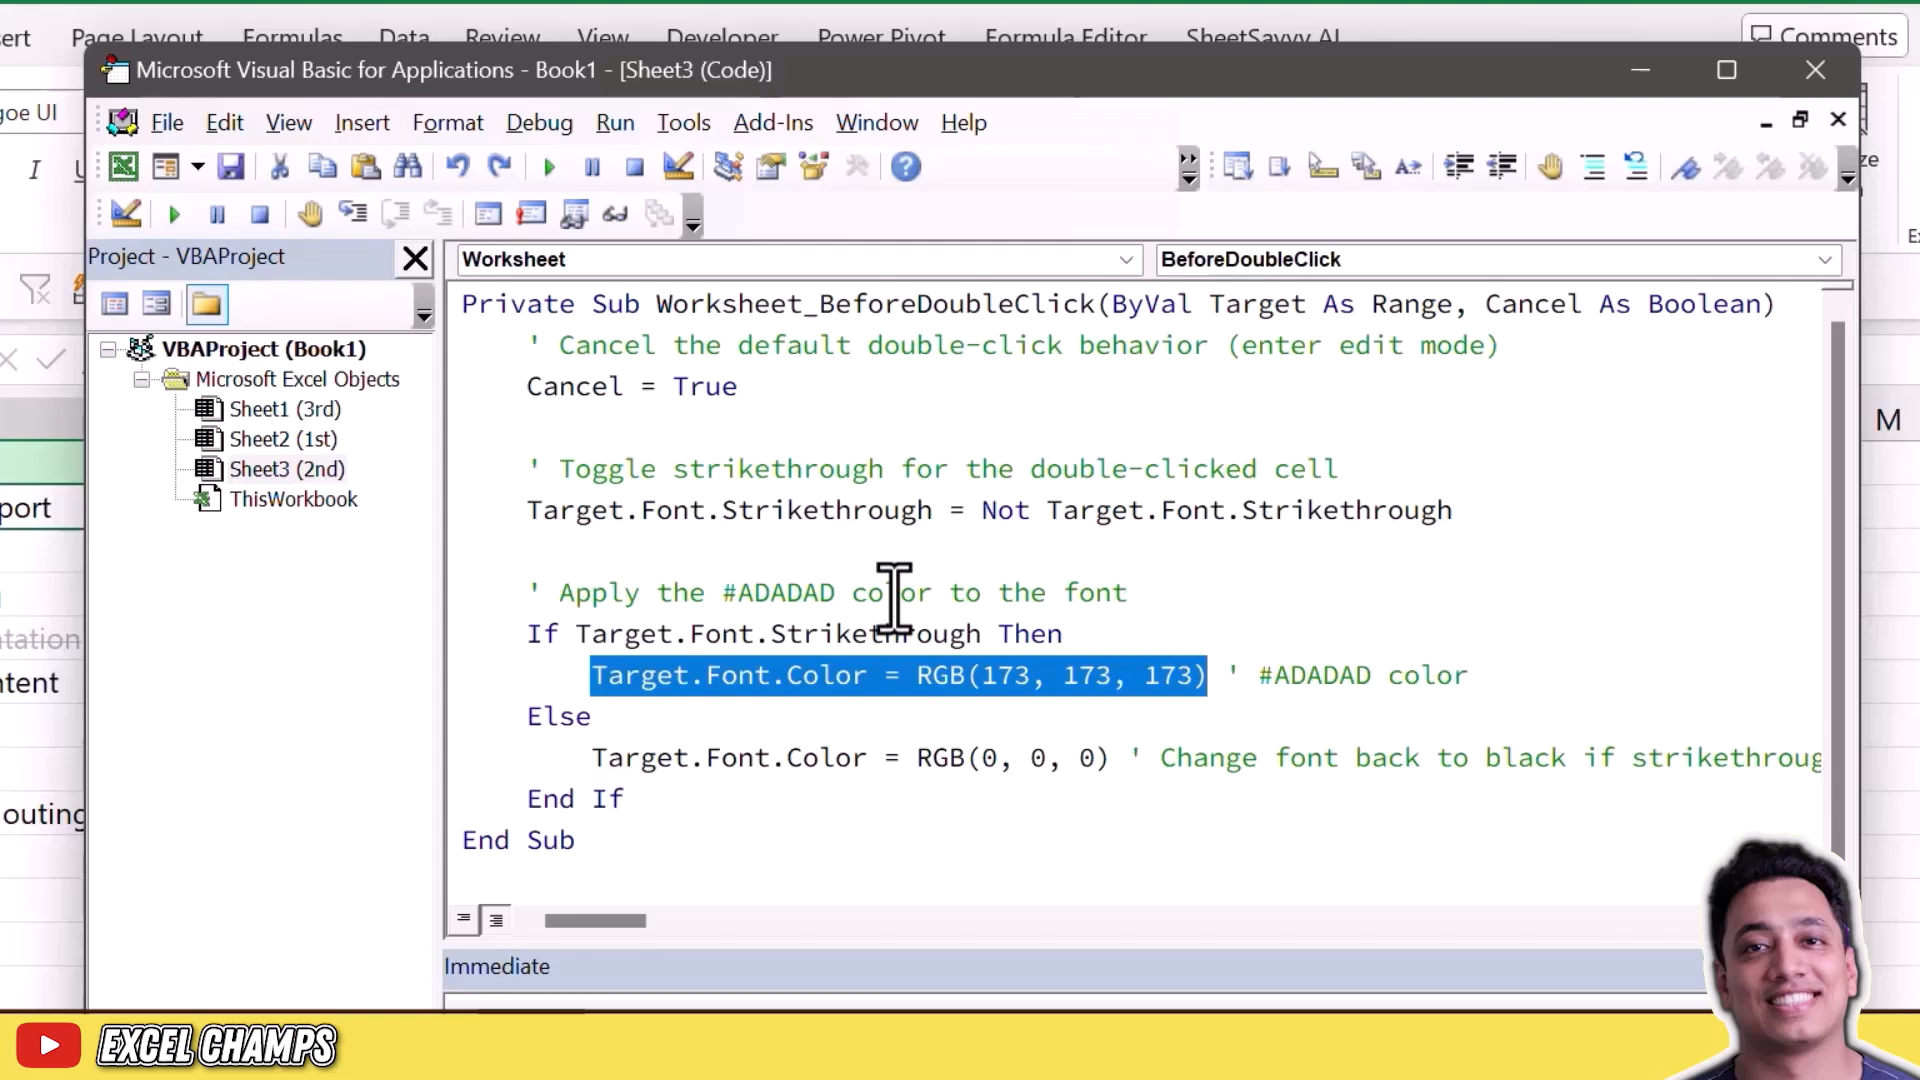 Page Layout Formulas Data Review View Developer Power Pivot Formula Editor SheetSavvy AI
Comments
Microsoft Visual Basic for Applications - Book1 - [Sheet3 (Code)]
goe UI
File Edit View Insert Format Debug Run Tools Add-Ins Window Help
I
Project - VBAProject
Worksheet
BeforeDoubleClick
VBAProject (Book1)
Microsoft Excel Objects
Sheet1 (3rd)
Sheet2 (1st)
Sheet3 (2nd)
ThisWorkbook
Private Sub Worksheet_BeforeDoubleClick(ByVal Target As Range, Cancel As Boolean)
' Cancel the default double-click behavior (enter edit mode)
Cancel = True
' Toggle strikethrough for the double-clicked cell
Target.Font.Strikethrough = Not Target.Font.Strikethrough
' Apply the #ADADAD color to the font
If Target.Font.Strikethrough Then
Target.Font.Color = RGB(173, 173, 173) ' #ADADAD color
Else
Target.Font.Color = RGB(0, 0, 0) ' Change font back to black if strikethroug
End If
End Sub
Immediate
M
port
ntation
ntent
outing
EXCEL CHAMPS